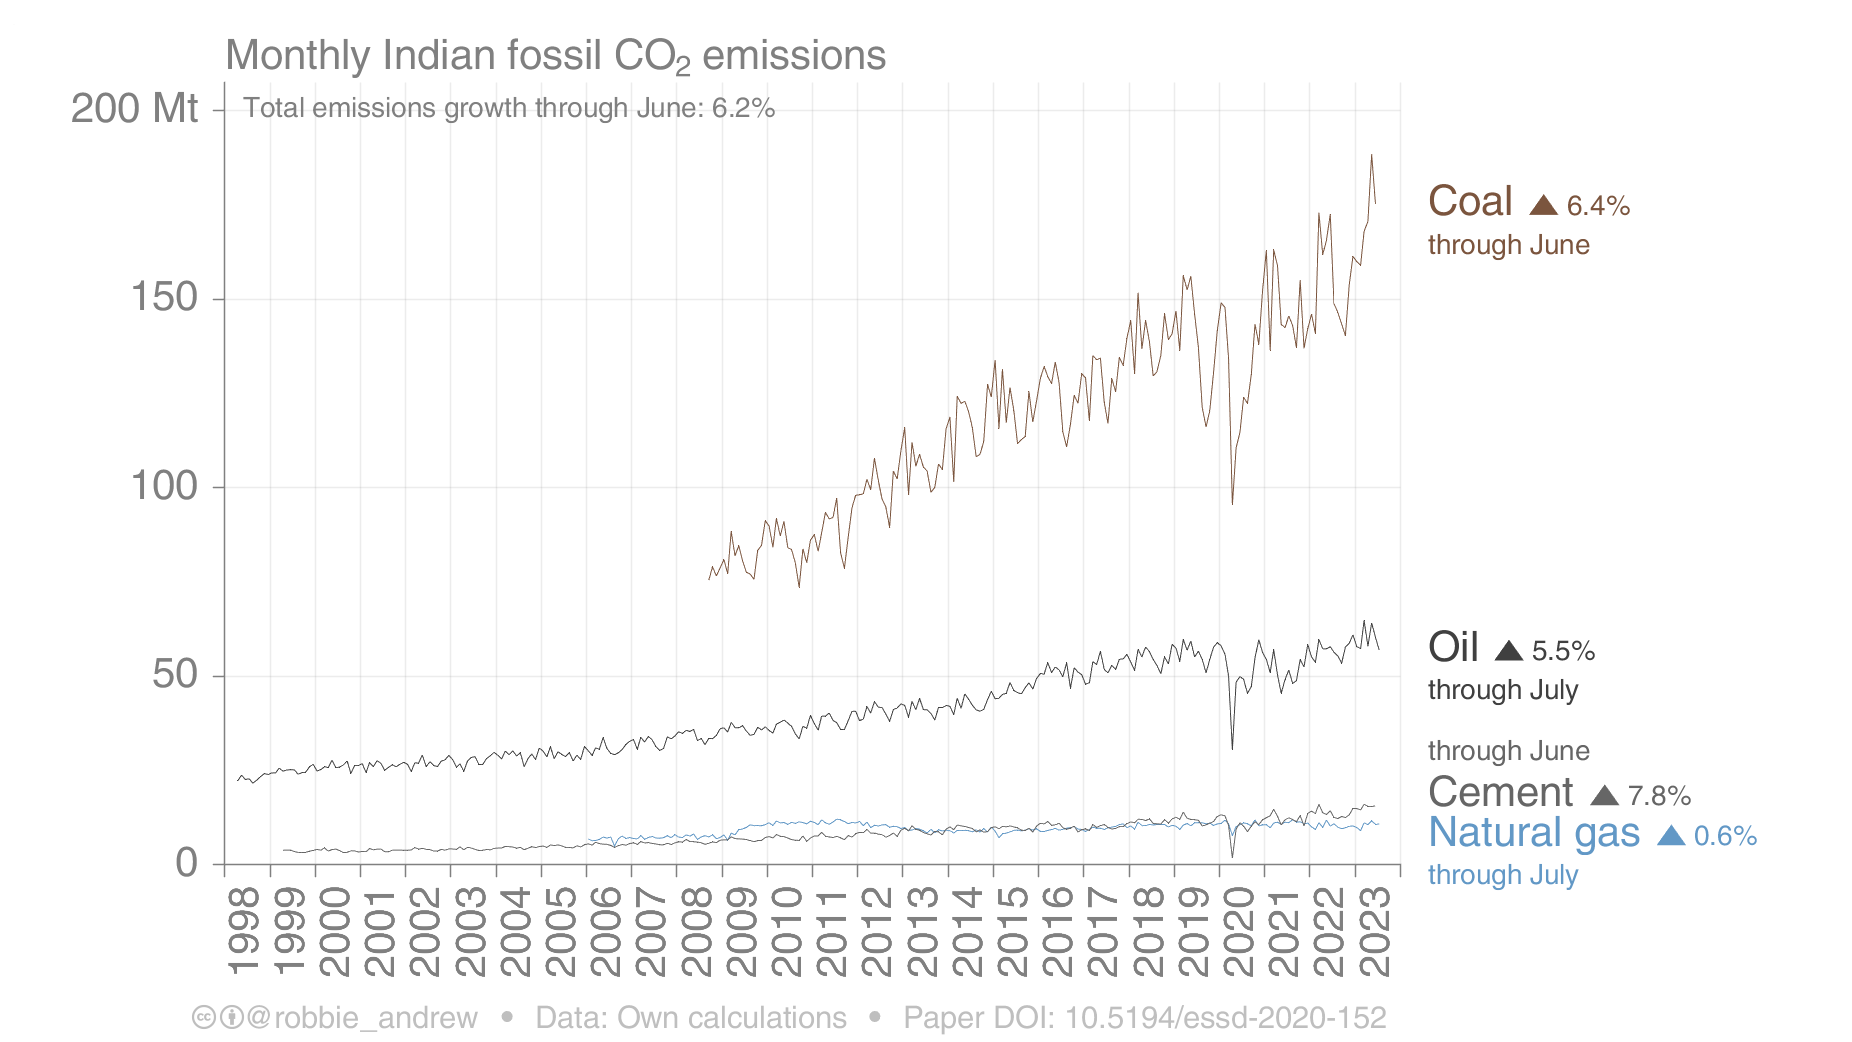 Monthly Indian fossil CO₂ emissions
Total emissions growth through June: 6.2%
200 Mt
150
100
50
0
1998
1999
2000
2001
2002
2003
2004
2005
2006
2007
2008
2009
2010
2011
2012
2013
2014
2015
2016
2017
2018
2019
2020
2021
2022
2023
Coal ▲ 6.4%
through June
Oil ▲ 5.5%
through July
through June
Cement ▲ 7.8%
Natural gas ▲ 0.6%
through July
@robbie_andrew • Data: Own calculations • Paper DOI: 10.5194/essd-2020-152